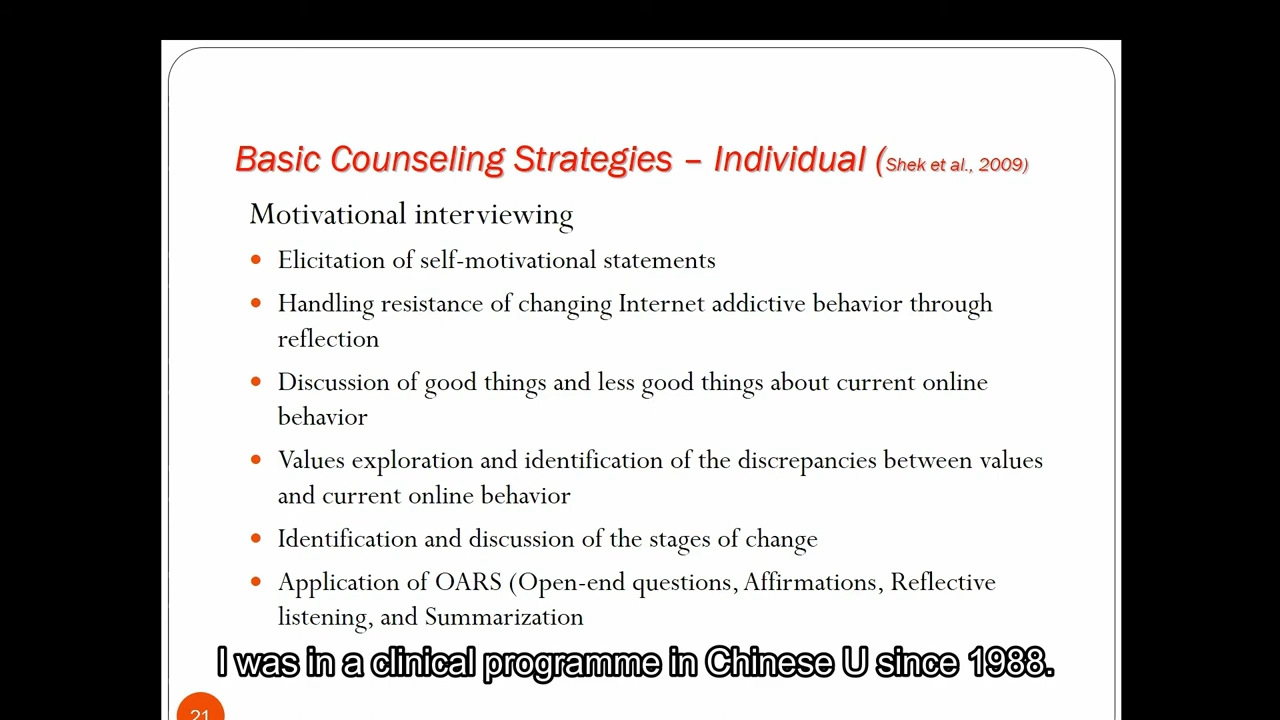 Basic Counseling Strategies – Individual (Shek et al., 2009)
Motivational interviewing
• Elicitation of self-motivational statements
• Handling resistance of changing Internet addictive behavior through
reflection
• Discussion of good things and less good things about current online
behavior
• Values exploration and identification of the discrepancies between values
and current online behavior
• Identification and discussion of the stages of change
• Application of OARS (Open-end questions, Affirmations, Reflective
listening, and Summarization
I was in a clinical programme in Chinese U since 1988.
21